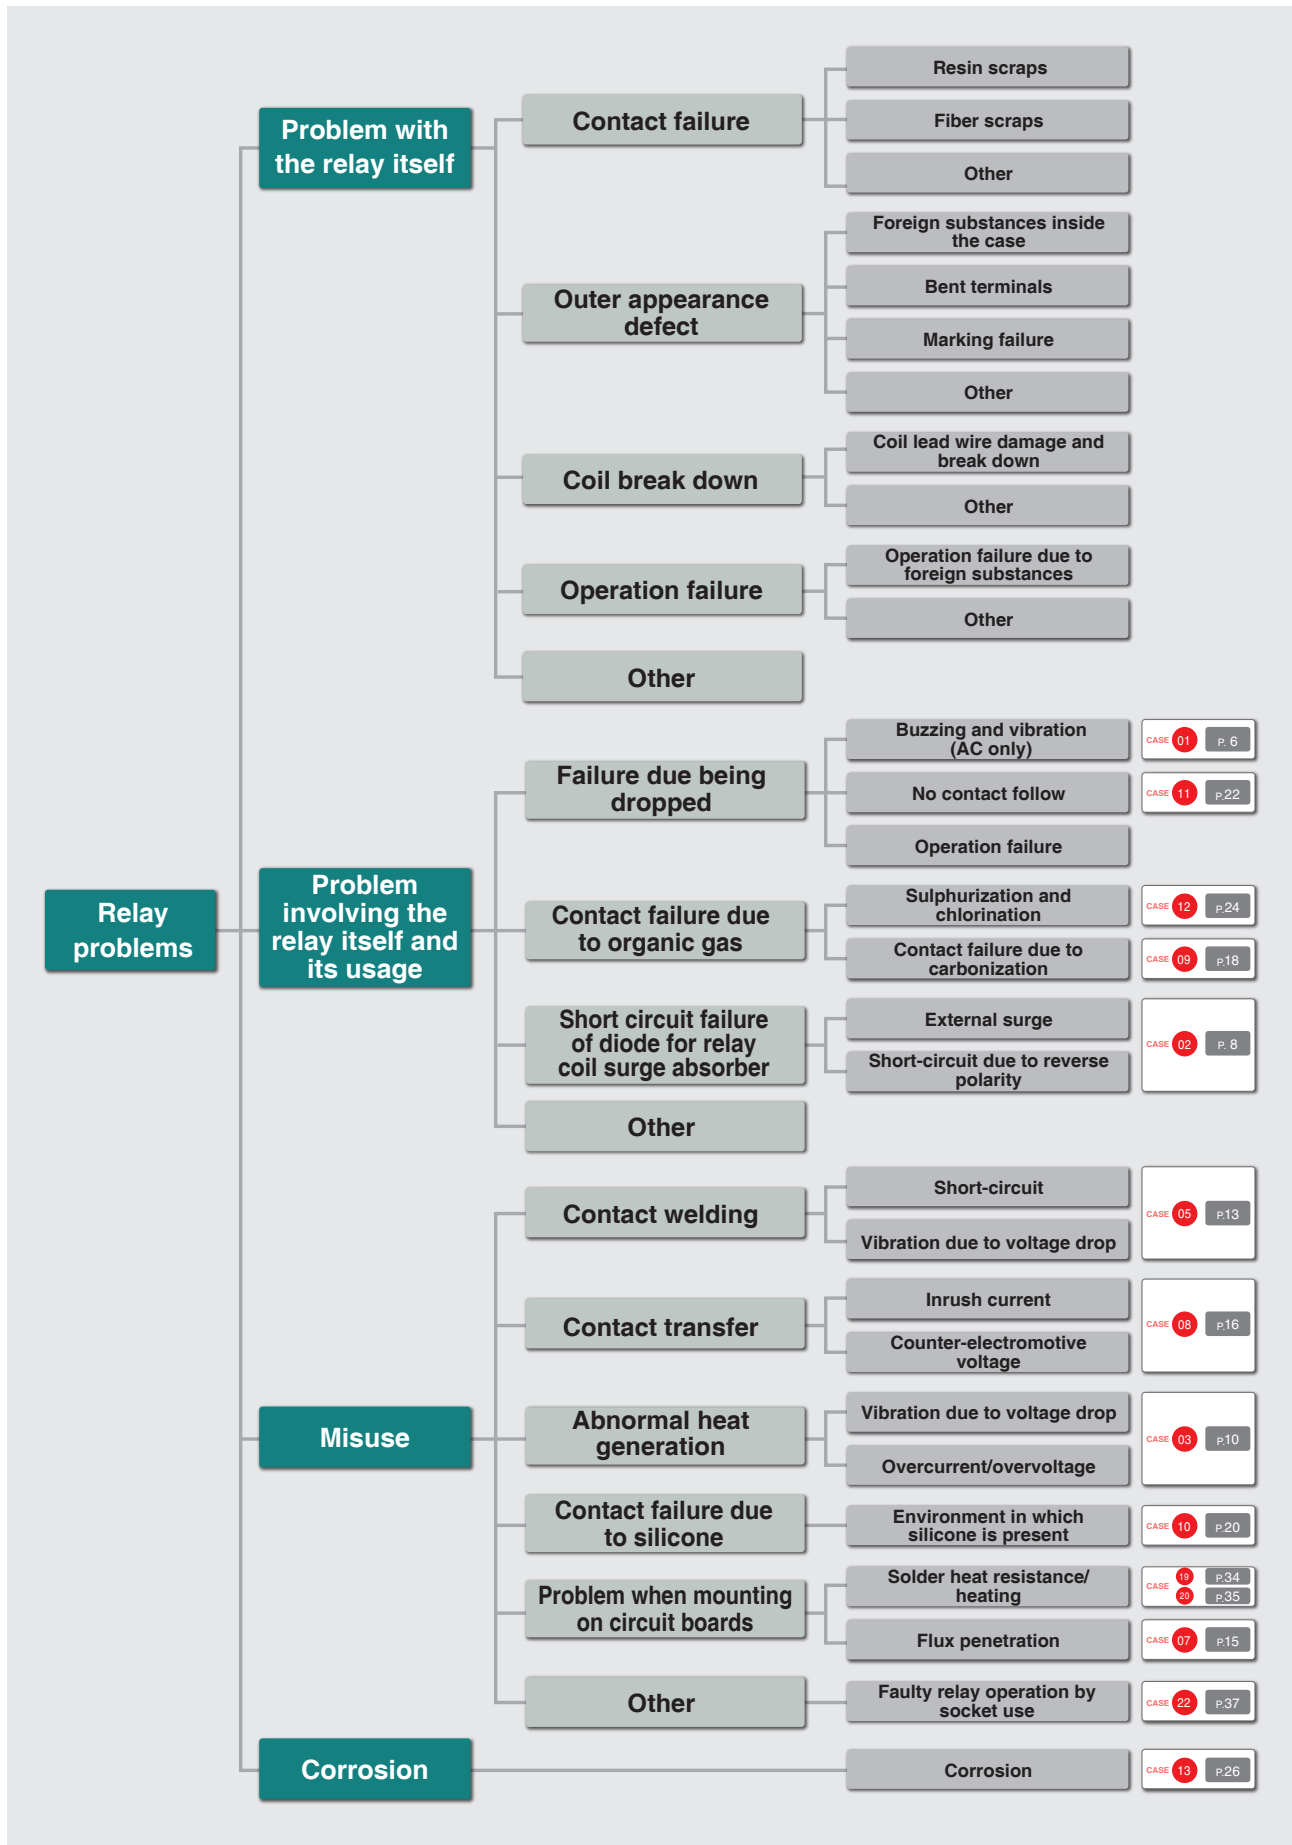 Resin scraps
Problem with
the relay itself
Contact failure
Fiber scraps
Other
Foreign substances inside
the case
Outer appearance
defect
Bent terminals
Marking failure
Other
Coil break down
Coil lead wire damage and
break down
Other
Operation failure
Operation failure due to
foreign substances
Other
Other
Relay
problems
Problem
involving the
relay itself and
its usage
Failure due being
dropped
Buzzing and vibration
(AC only)
CASE 01 P. 6
No contact follow
CASE 11 P.22
Operation failure
Contact failure due
to organic gas
Sulphurization and
chlorination
CASE 12 P.24
Contact failure due to
carbonization
CASE 09 P.18
Short circuit failure
of diode for relay
coil surge absorber
External surge
Short-circuit due to reverse
polarity
CASE 02 P. 8
Other
Misuse
Contact welding
Short-circuit
Vibration due to voltage drop
CASE 05 P.13
Contact transfer
Inrush current
Counter-electromotive
voltage
CASE 08 P.16
Abnormal heat
generation
Vibration due to voltage drop
Overcurrent/overvoltage
CASE 03 P.10
Contact failure due
to silicone
Environment in which
silicone is present
CASE 10 P.20
Problem when mounting
on circuit boards
Solder heat resistance/
heating
CASE 19 P.34
20 P.35
Flux penetration
CASE 07 P.15
Other
Faulty relay operation by
socket use
CASE 22 P.37
Corrosion
Corrosion
CASE 13 P.26